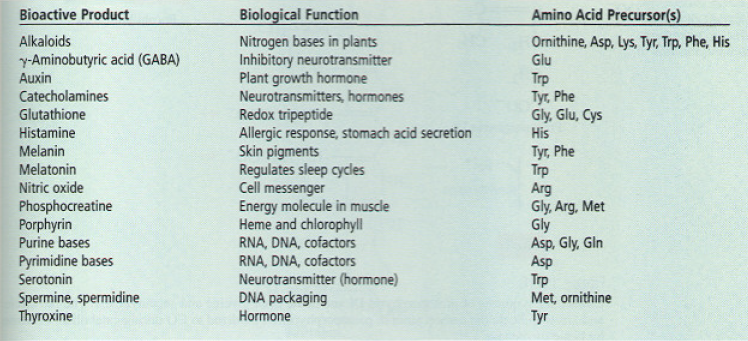 Bioactive Product Biological Function Amino Acid Precursor(s)
Alkaloids Nitrogen bases in plants Ornithine, Asp, Lys, Tyr, Trp, Phe, His
γ-Aminobutyric acid (GABA) Inhibitory neurotransmitter Glu
Auxin Plant growth hormone Trp
Catecholamines Neurotransmitters, hormones Tyr, Phe
Glutathione Redox tripeptide Gly, Glu, Cys
Histamine Allergic response, stomach acid secretion His
Melanin Skin pigments Tyr, Phe
Melatonin Regulates sleep cycles Trp
Nitric oxide Cell messenger Arg
Phosphocreatine Energy molecule in muscle Gly, Arg, Met
Porphyrin Heme and chlorophyll Gly
Purine bases RNA, DNA, cofactors Asp, Gly, Gln
Pyrimidine bases RNA, DNA, cofactors Asp
Serotonin Neurotransmitter (hormone) Trp
Spermine, spermidine DNA packaging Met, ornithine
Thyroxine Hormone Tyr